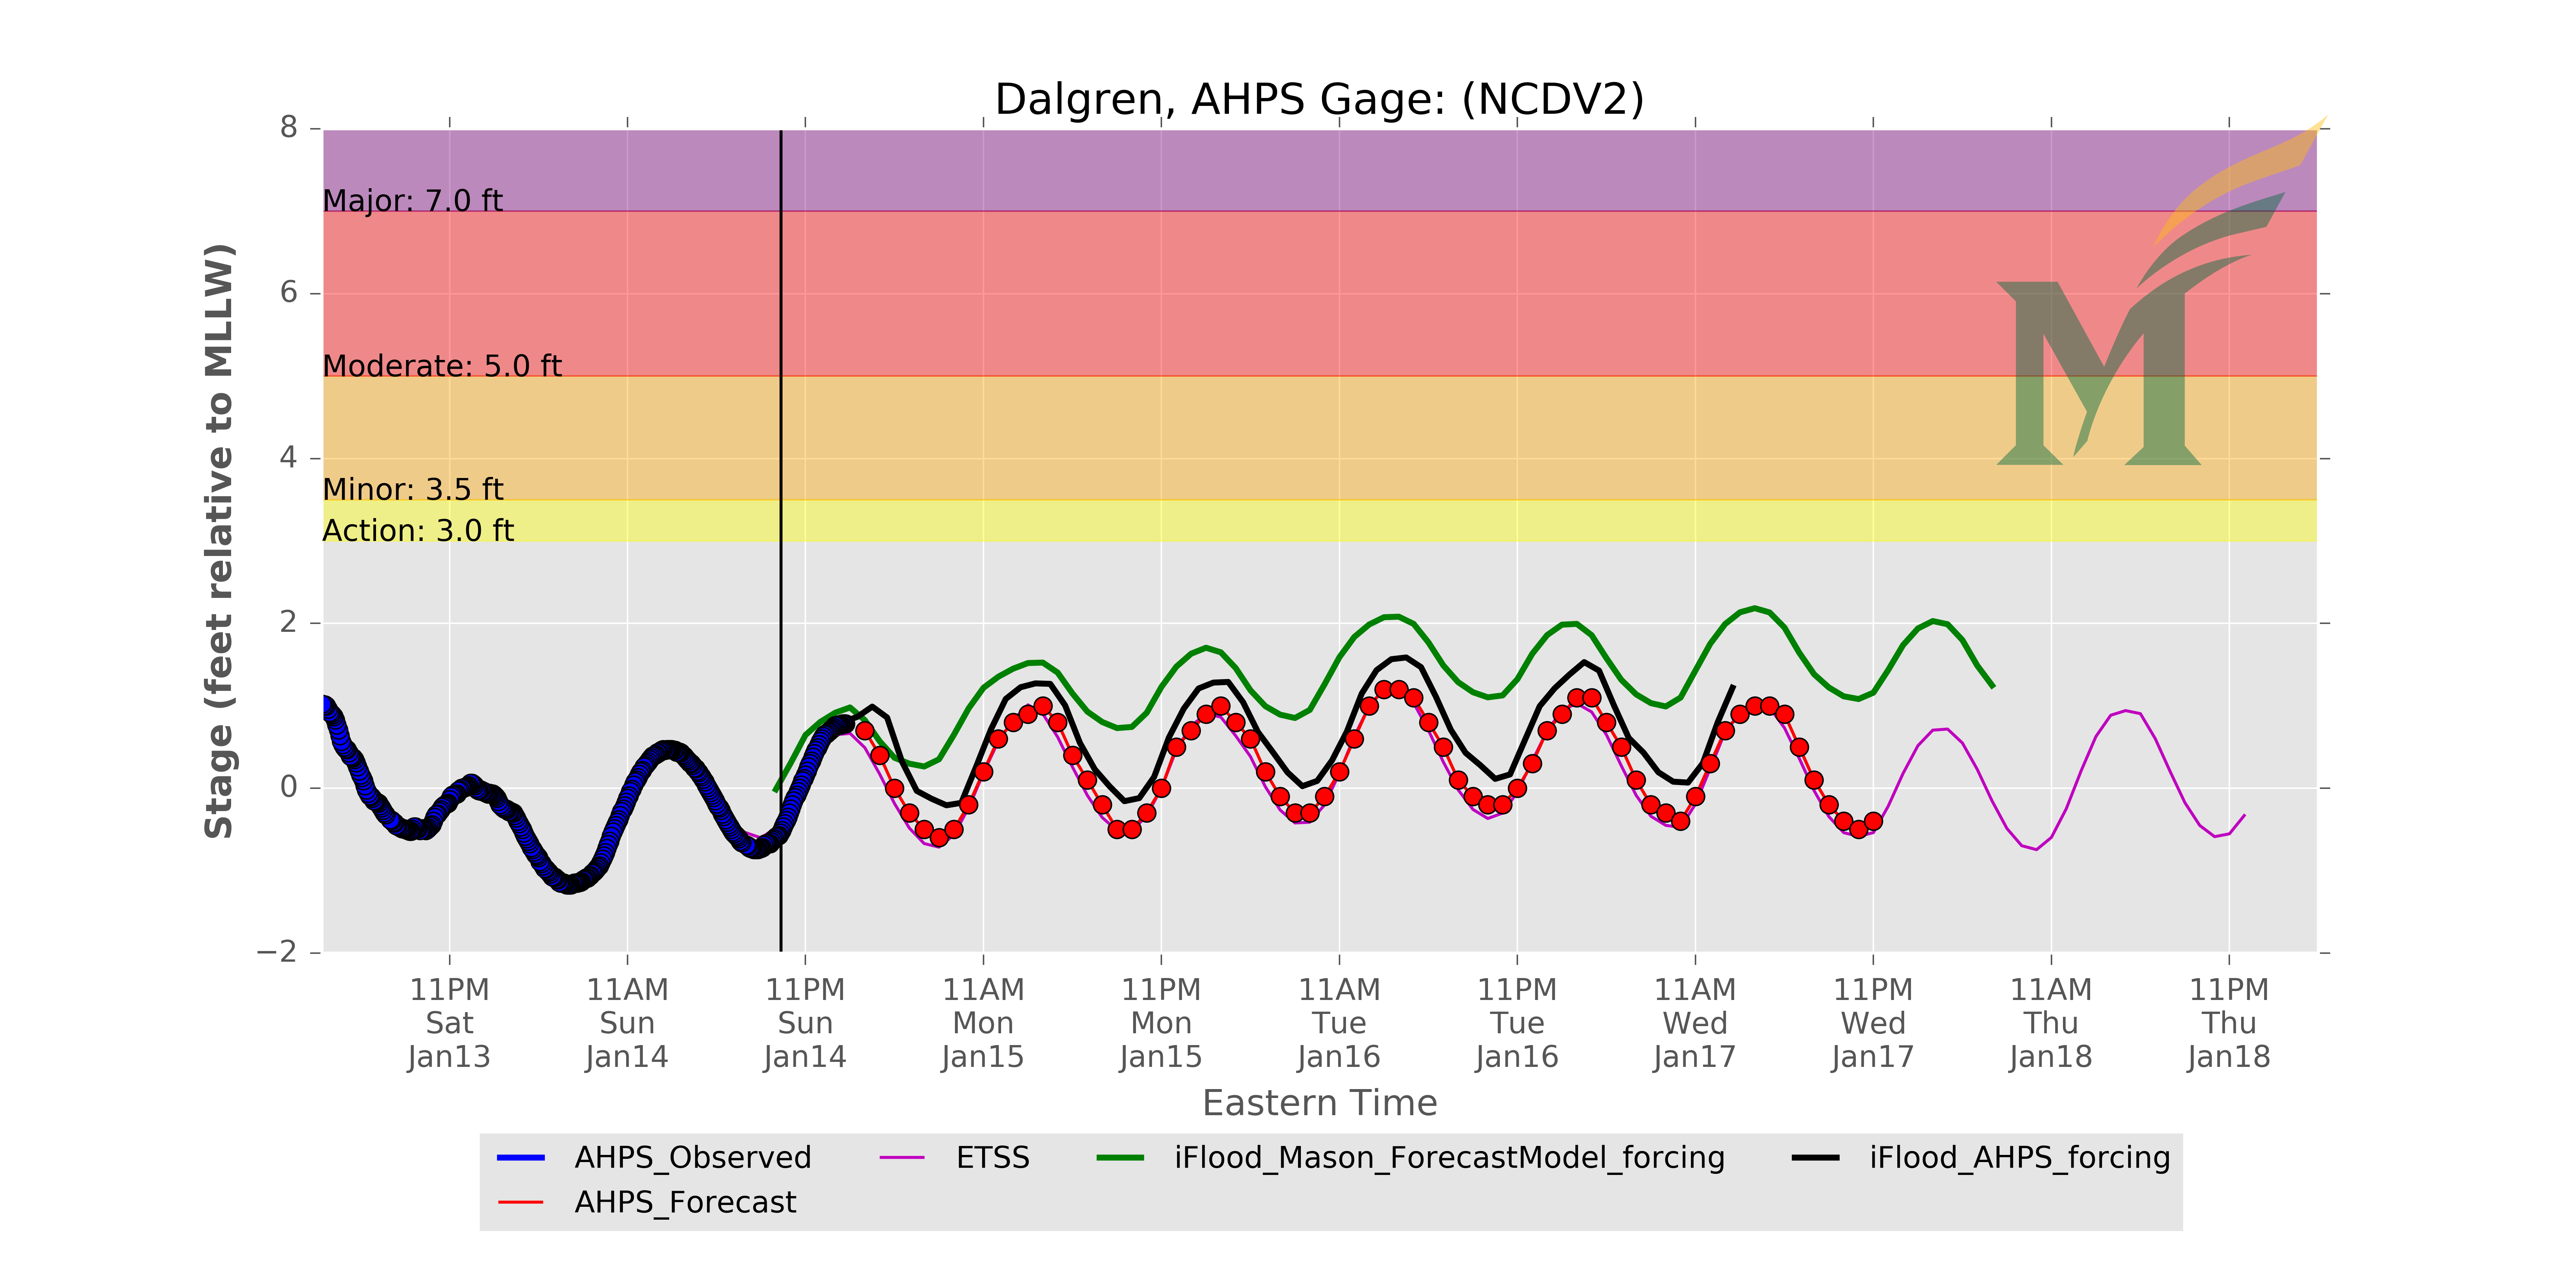 Dalgren, AHPS Gage: (NCDV2)
Stage (feet relative to MLLW)
8
6
4
2
0
−2
Major: 7.0 ft
Moderate: 5.0 ft
Minor: 3.5 ft
Action: 3.0 ft
11PM 11AM 11PM 11AM 11PM 11AM 11PM 11AM 11PM 11AM 11PM
Sat Sun Sun Mon Mon Tue Tue Wed Wed Thu Thu
Jan13 Jan14 Jan14 Jan15 Jan15 Jan16 Jan16 Jan17 Jan17 Jan18 Jan18
Eastern Time
AHPS_Observed ETSS iFlood_Mason_ForecastModel_forcing iFlood_AHPS_forcing
AHPS_Forecast
M